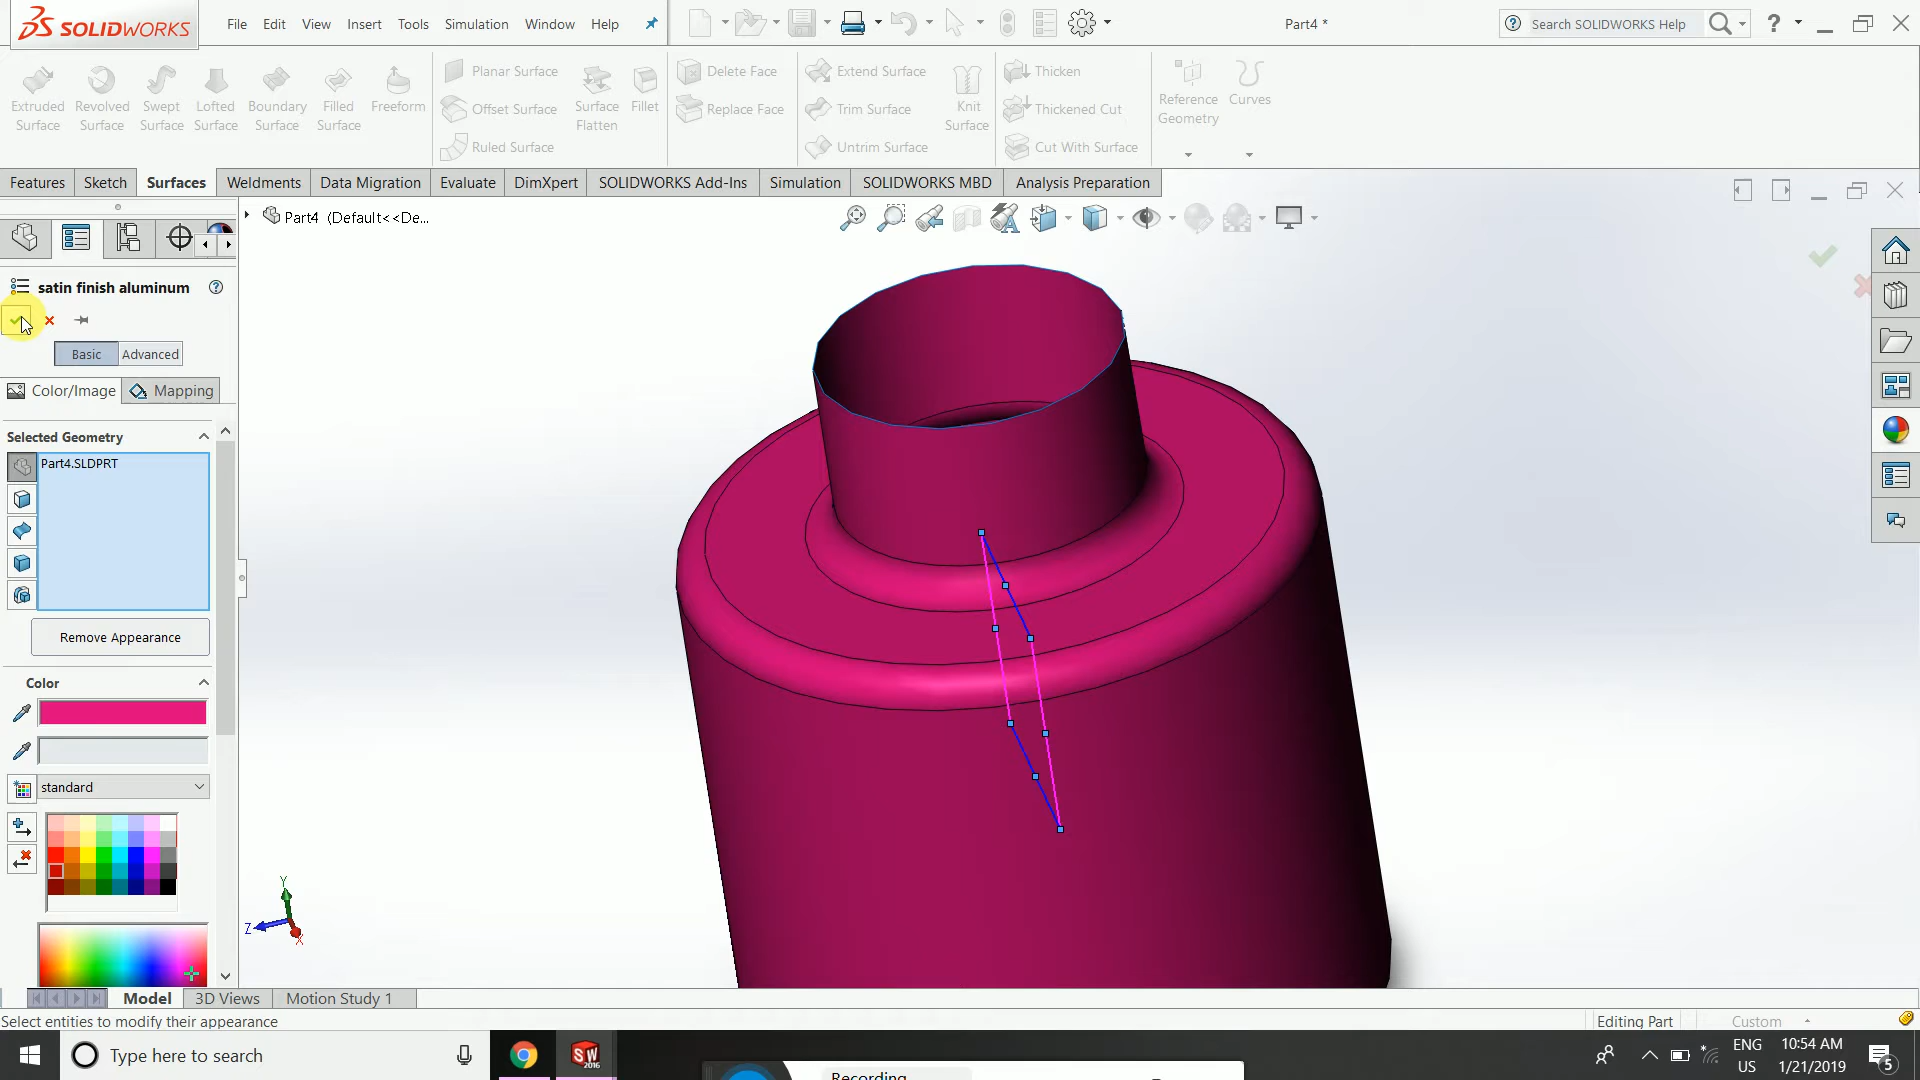 SOLIDWORKS File Edit View Insert Tools Simulation Window Help Part4 * Search SOLIDWORKS Help ?
Extruded Surface
Revolved Surface
Swept Surface
Lofted Surface
Boundary Surface
Filled Surface
Freeform
Planar Surface
Offset Surface
Ruled Surface
Surface Flatten
Fillet
Delete Face
Replace Face
Extend Surface
Trim Surface
Untrim Surface
Knit Surface
Thicken
Thickened Cut
Cut With Surface
Reference Geometry
Curves
Features Sketch Surfaces Weldments Data Migration Evaluate DimXpert SOLIDWORKS Add-Ins Simulation SOLIDWORKS MBD Analysis Preparation
Part4 (Default<<De...
satin finish aluminum ?
Basic Advanced
Color/Image Mapping
Selected Geometry
Part4.SLDPRT
Remove Appearance
Color
standard
Y
Z
X
Model 3D Views Motion Study 1
Select entities to modify their appearance Editing Part Custom
Type here to search
SW 2016
Recording
ENG
US
10:54 AM
1/21/2019
5